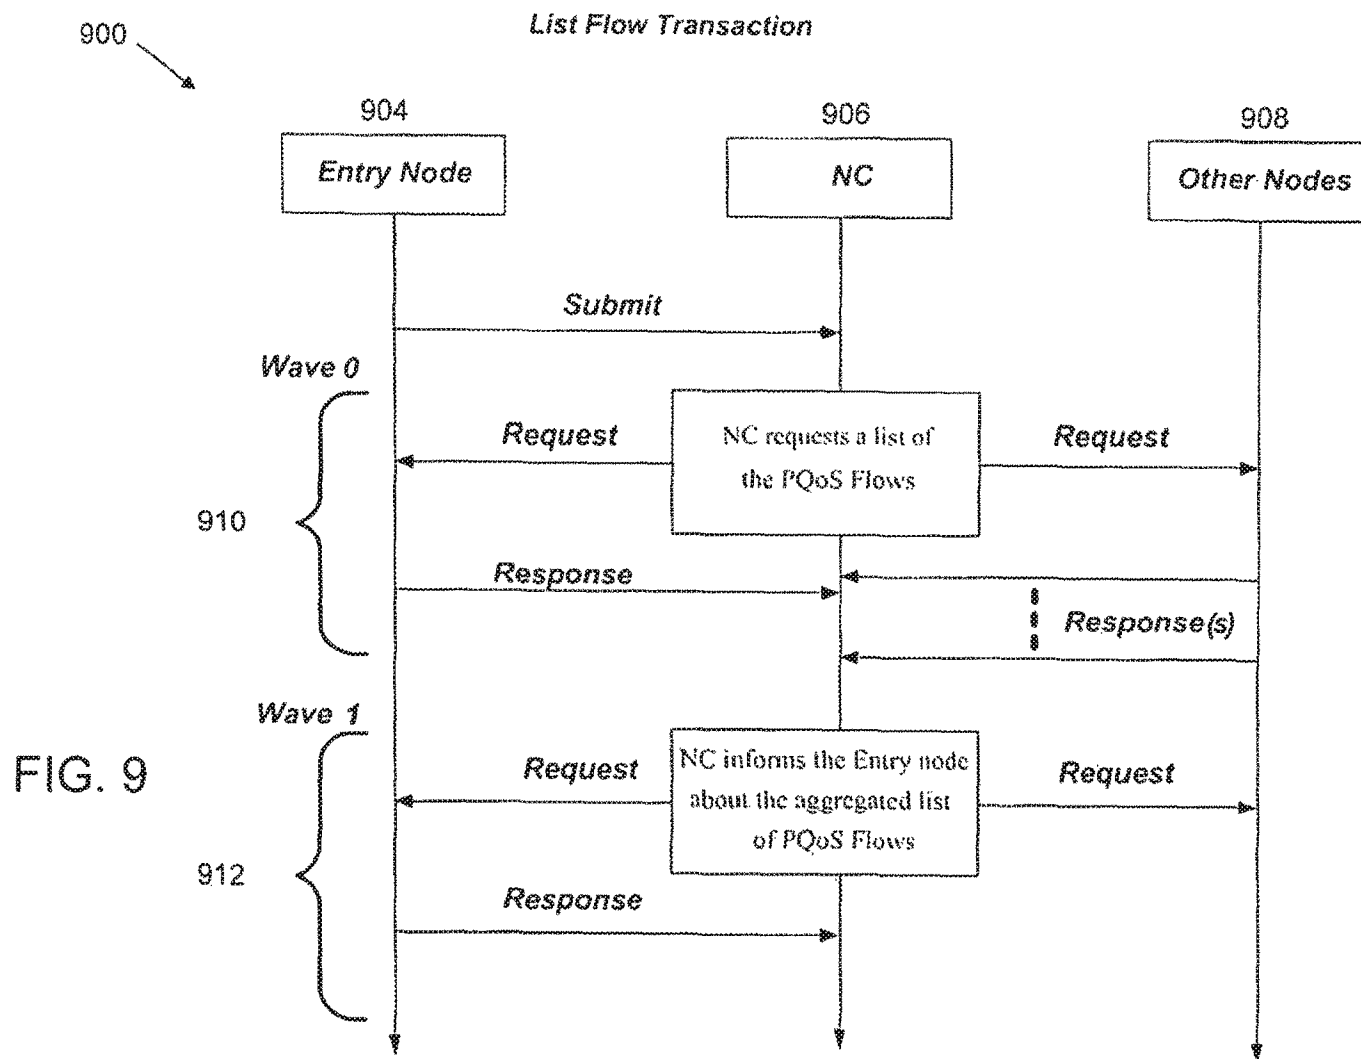 List Flow Transaction
900
904
906
908
Entry Node
NC
Other Nodes
Submit
Wave 0
Request
NC requests a list of
the PQoS Flows
Request
910
Response
Response(s)
Wave 1
FIG. 9
Request
NC informs the Entry node
about the aggregated list
of PQoS Flows
Request
912
Response